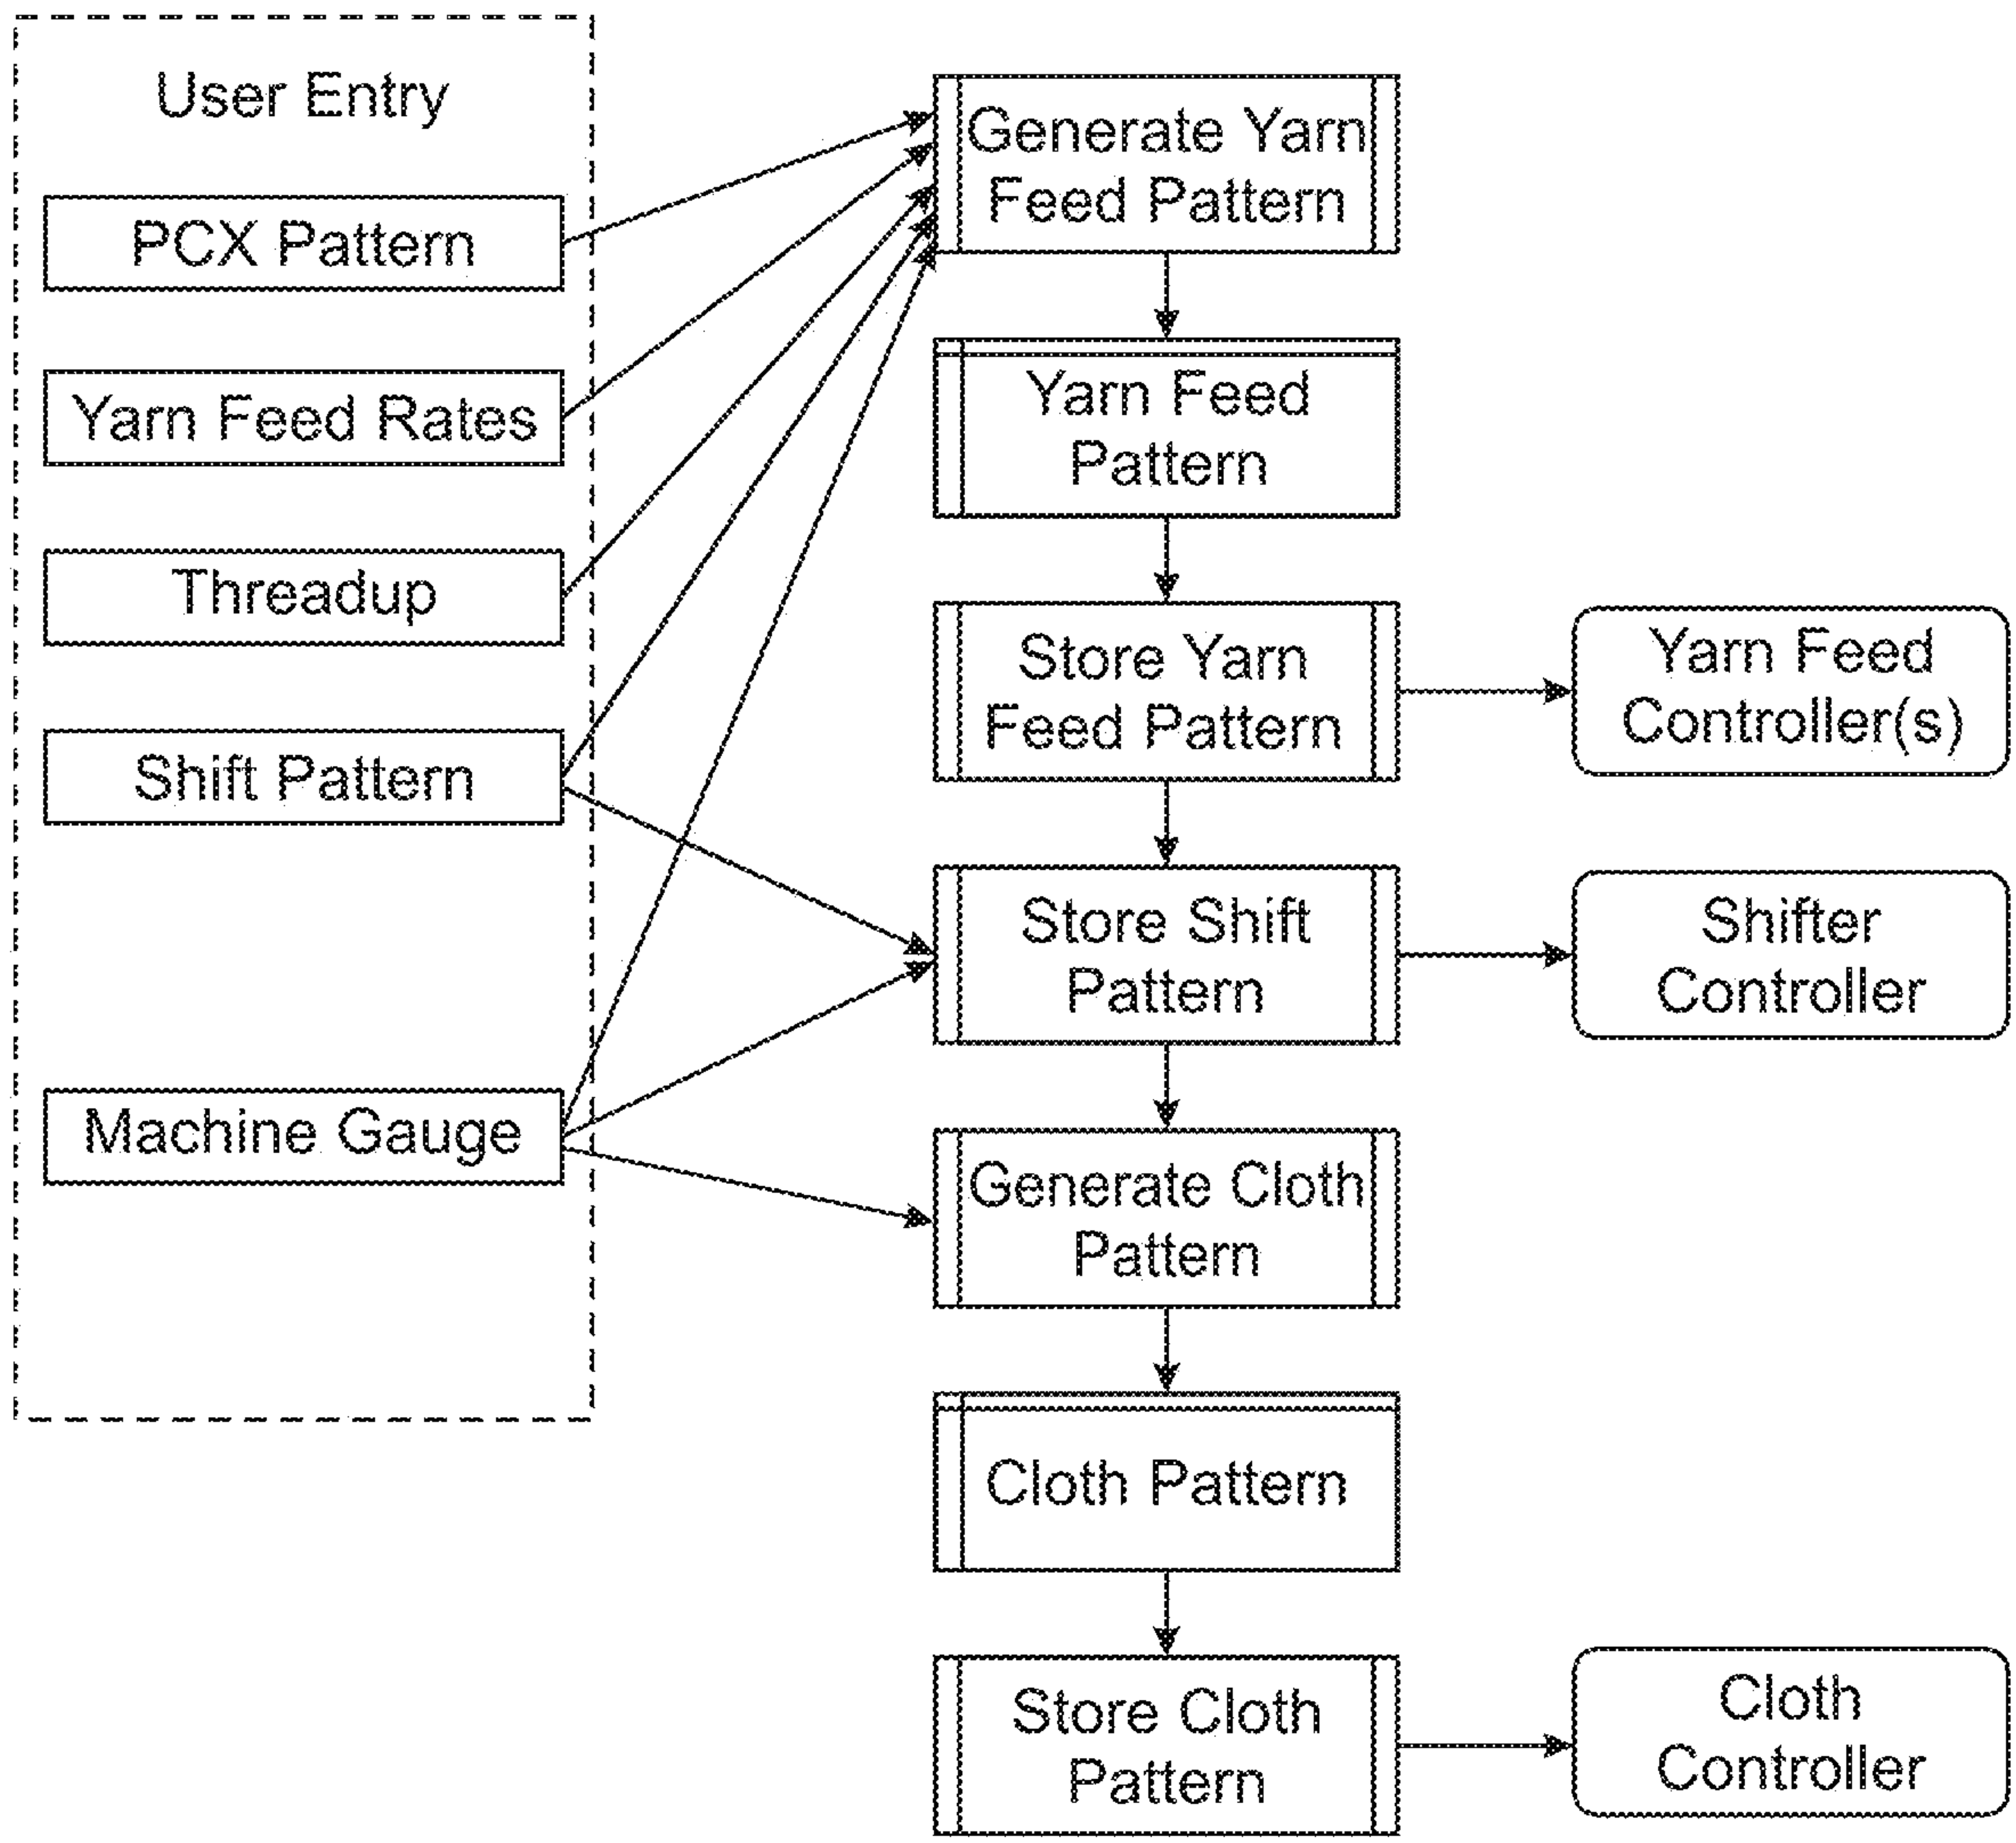 User Entry
PCX Pattern
Yarn Feed Rates
Threadup
Shift Pattern
Machine Gauge
Generate Yarn
Feed Pattern
Yarn Feed
Pattern
Store Yarn
Feed Pattern
Store Shift
Pattern
Generate Cloth
Pattern
Cloth Pattern
Store Cloth
Pattern
Yarn Feed
Controller(s)
Shifter
Controller
Cloth
Controller